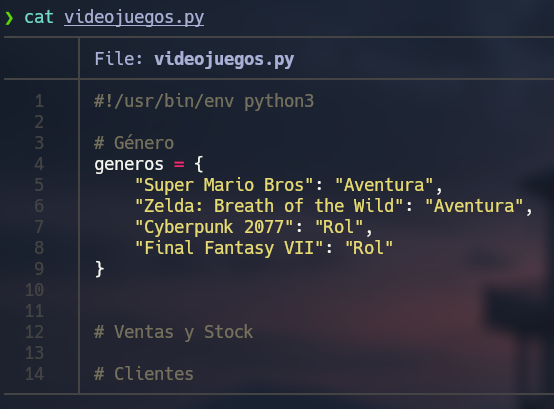 ❯ cat videojuegos.py
File: videojuegos.py
1 #!/usr/bin/env python3
2
3 # Género
4 generos = {
5     "Super Mario Bros": "Aventura",
6     "Zelda: Breath of the Wild": "Aventura",
7     "Cyberpunk 2077": "Rol",
8     "Final Fantasy VII": "Rol"
9 }
10
11
12 # Ventas y Stock
13
14 # Clientes